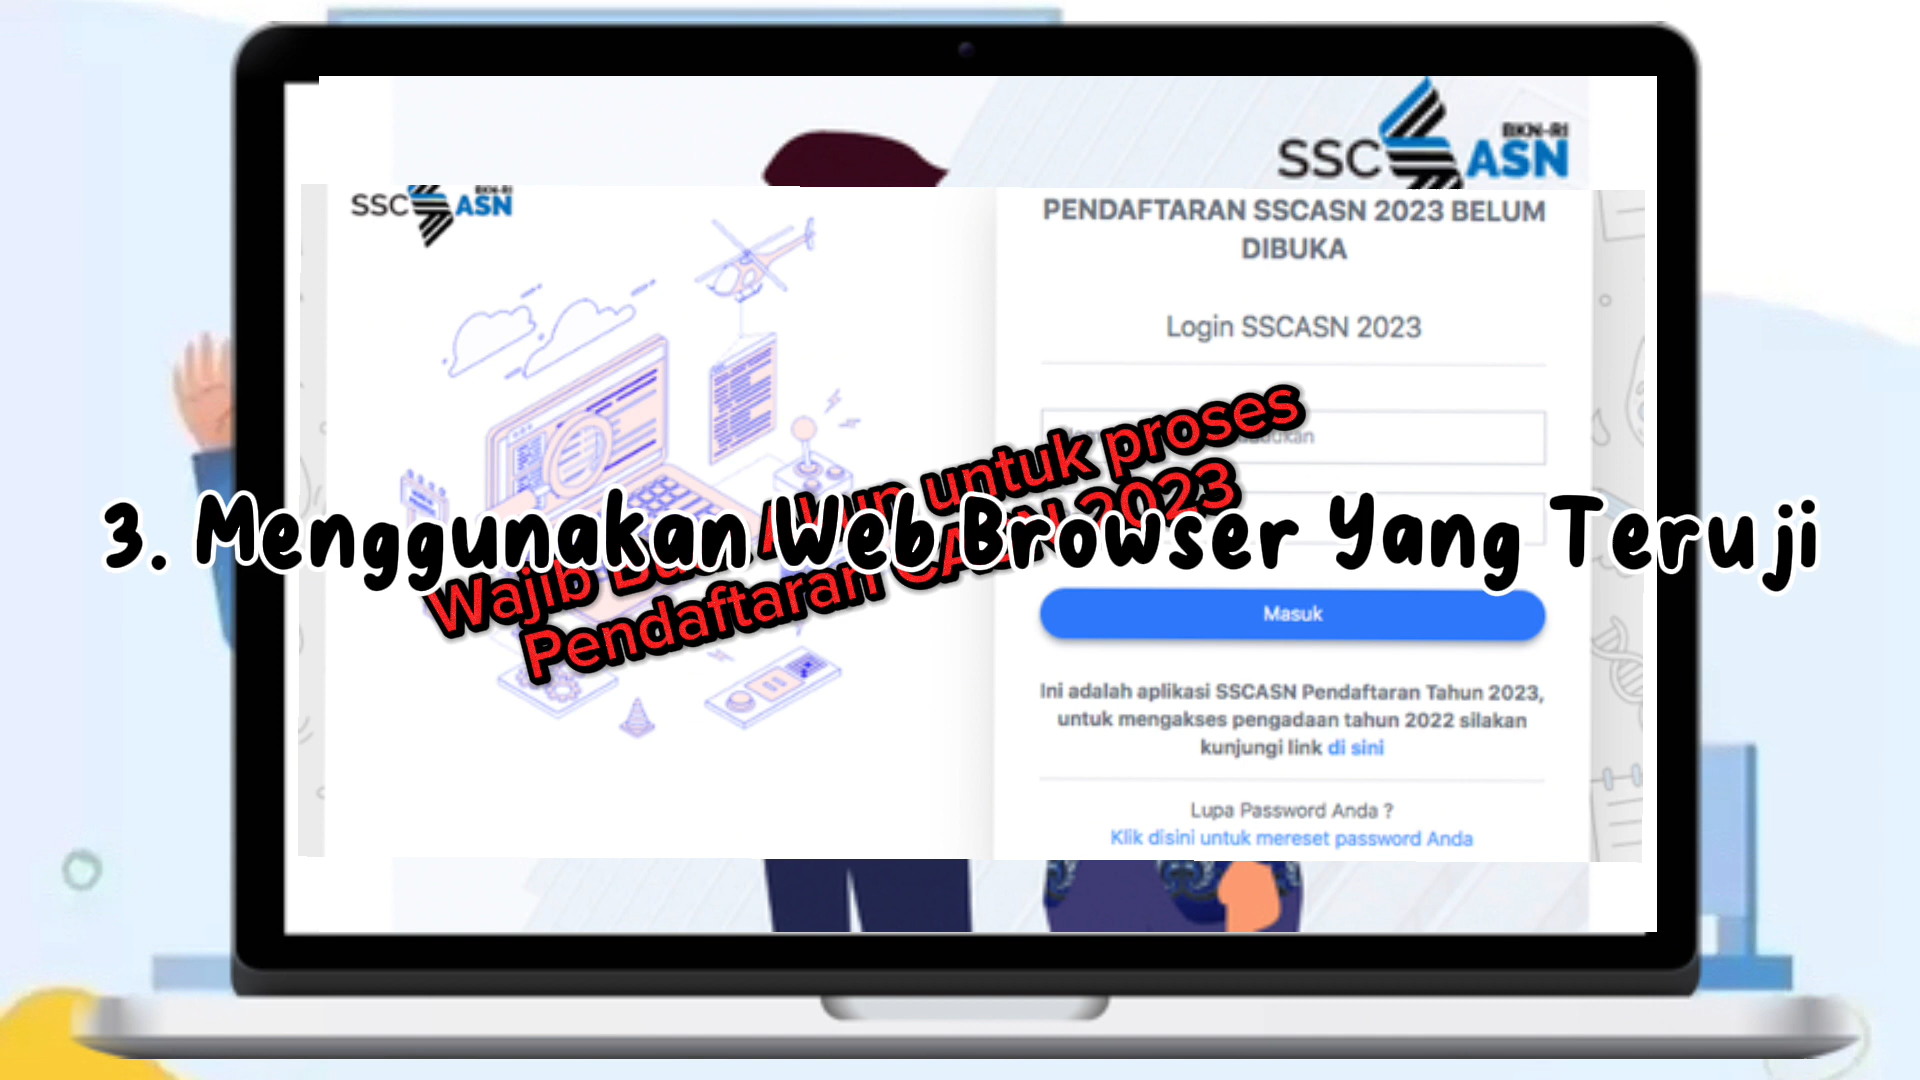 BKN-RI
SSC ASN
BKN-RI
SSC ASN
PENDAFTARAN SSCASN 2023 BELUM
DIBUKA
Login SSCASN 2023
3. Menggunakan Web Browser Yang Teruji
Wajib untuk proses
Pendaftaran 2023
Masuk
Ini adalah aplikasi SSCASN Pendaftaran Tahun 2023,
untuk mengakses pengadaan tahun 2022 silakan
kunjungi link di sini
Lupa Password Anda ?
Klik disini untuk mereset password Anda